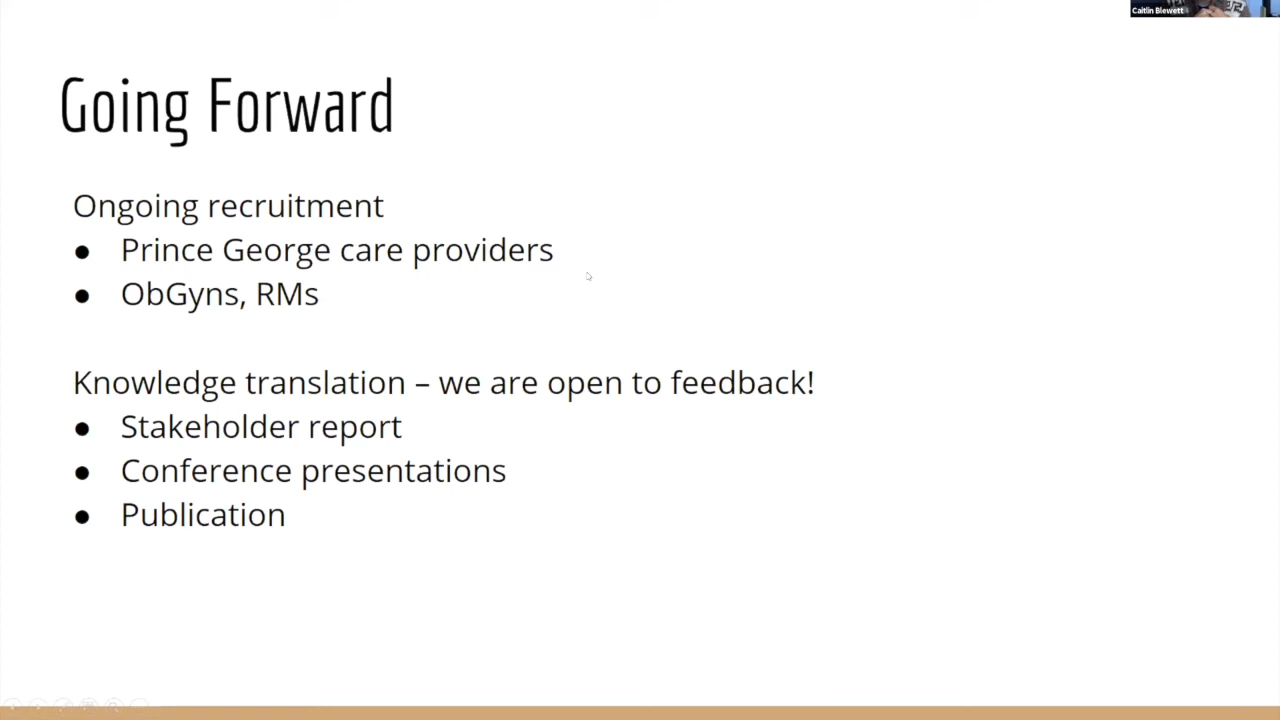 Caitlin Blewett
Going Forward
Ongoing recruitment
● Prince George care providers
● ObGyns, RMs
Knowledge translation – we are open to feedback!
● Stakeholder report
● Conference presentations
● Publication